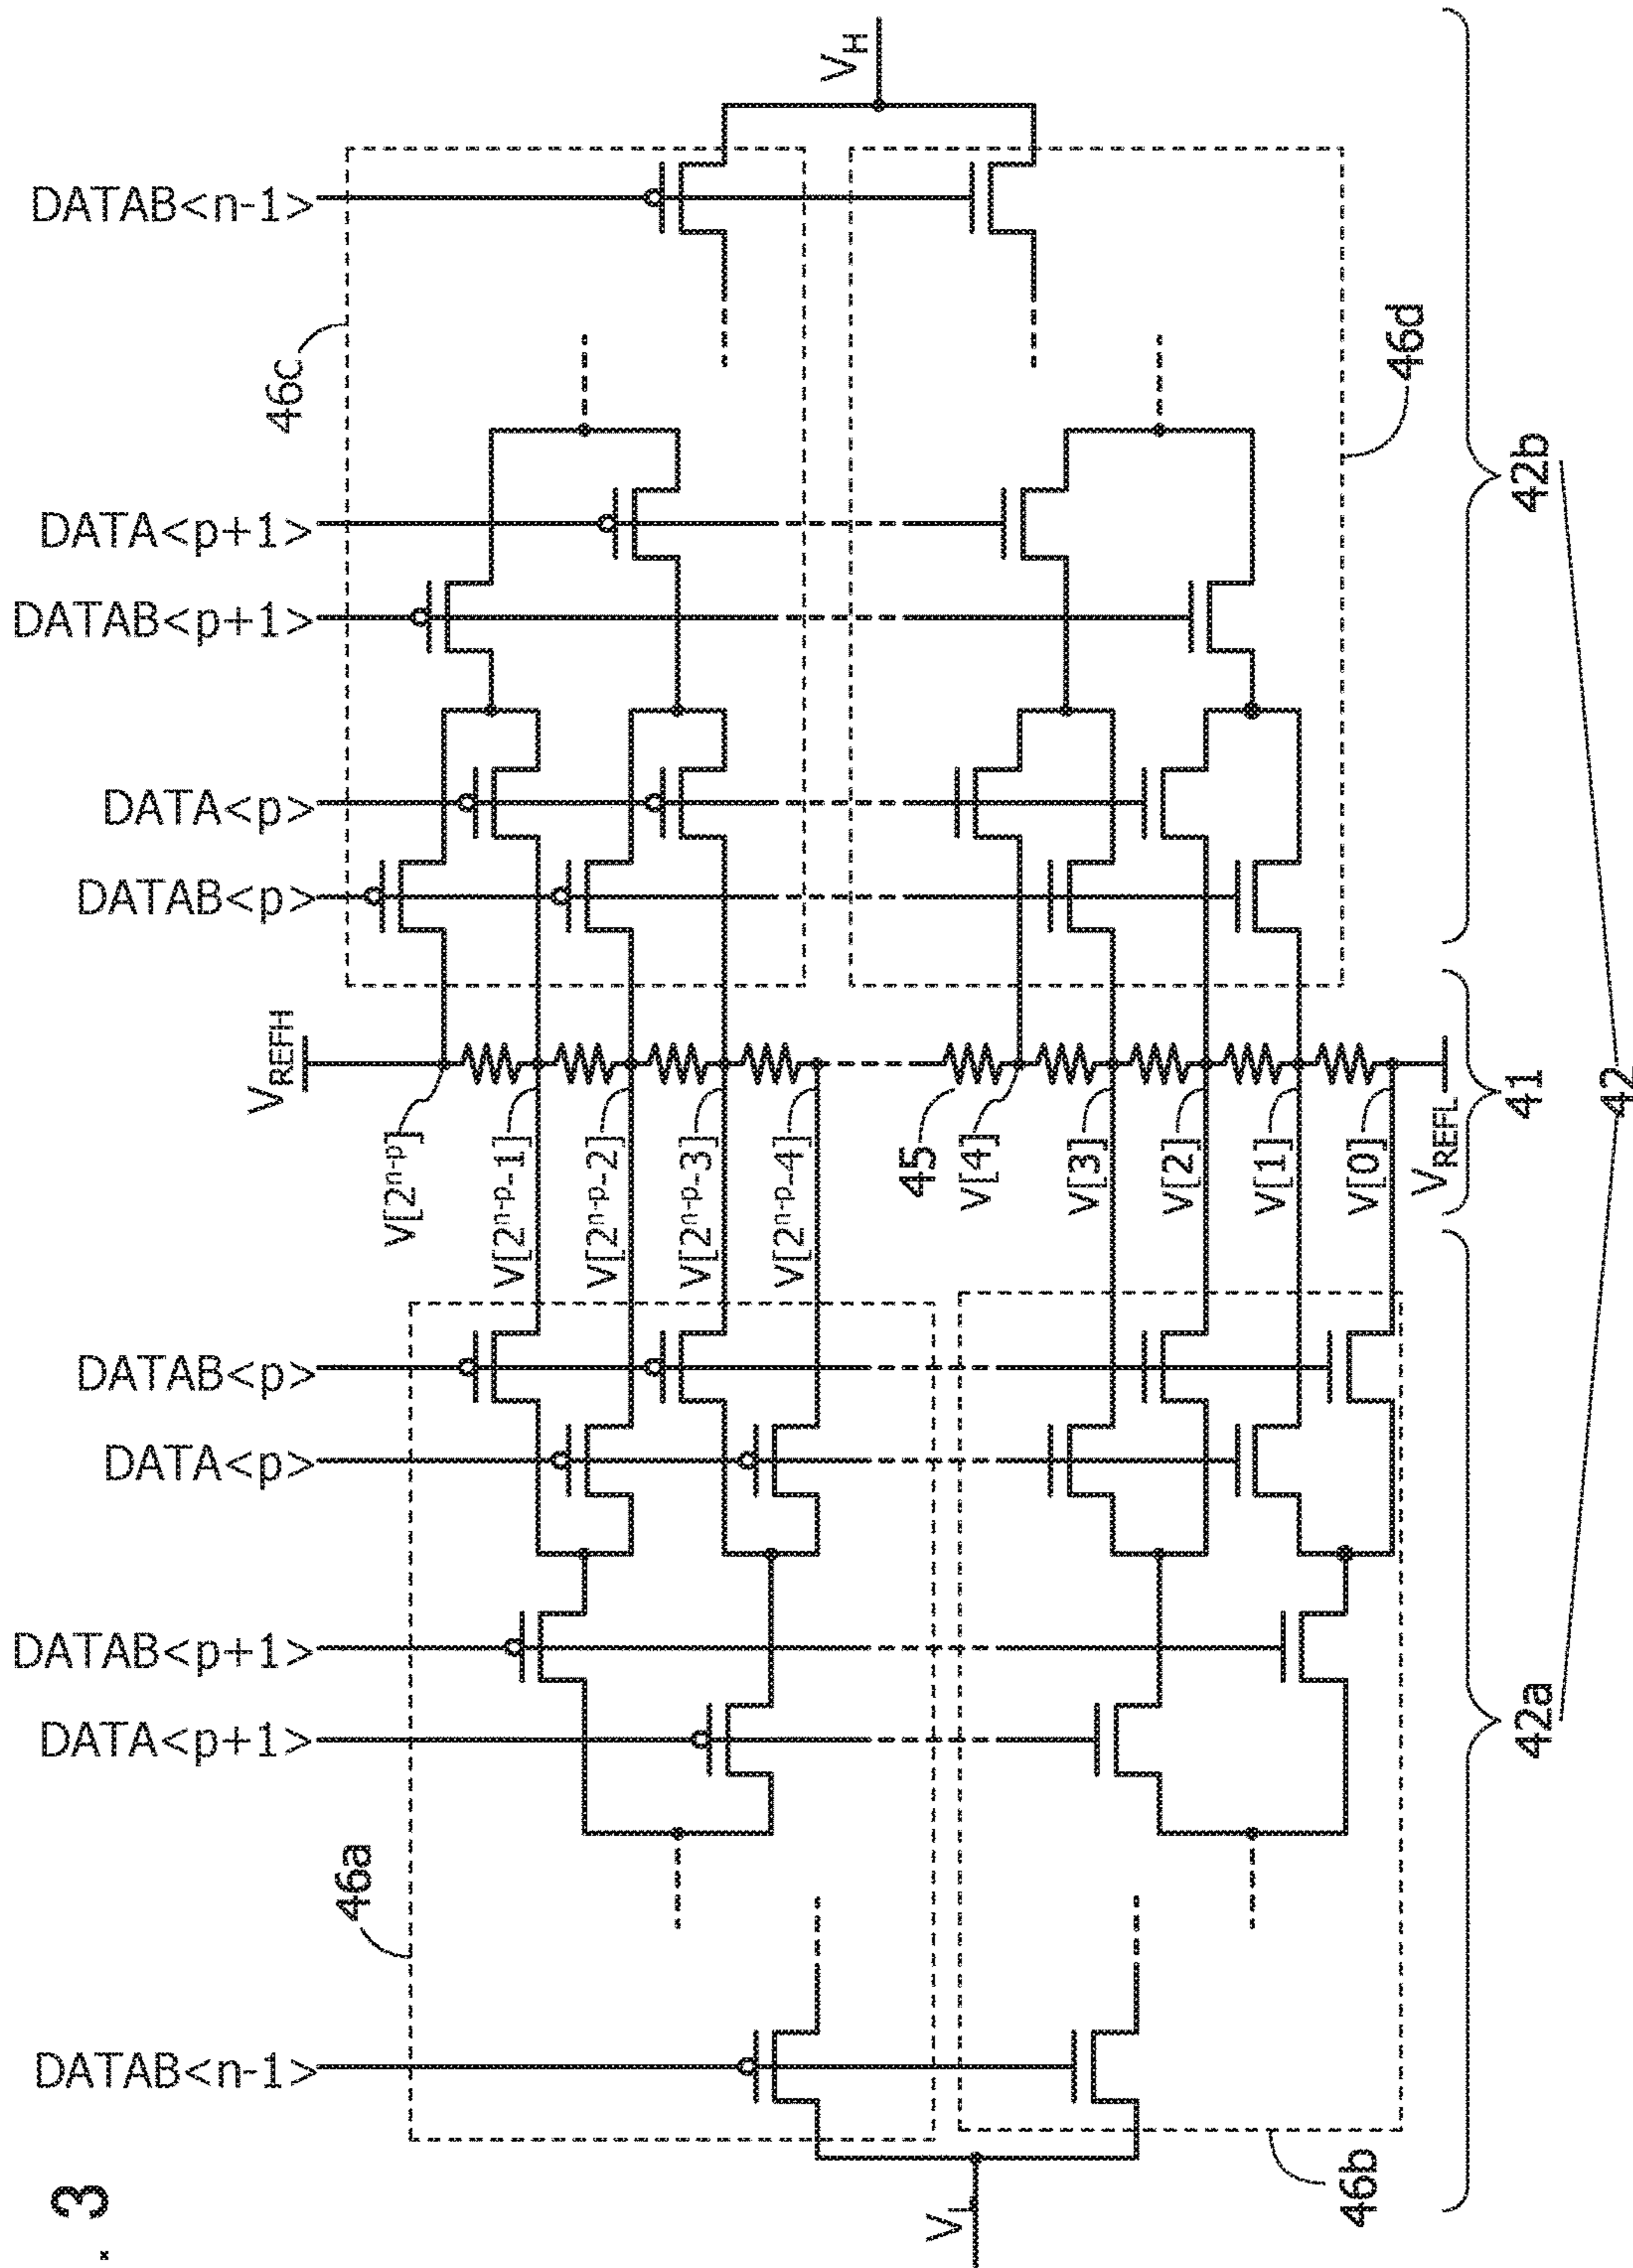 DATAB<n-1>
DATA<p+1>
DATAB<p+1>
DATA<p>
DATAB<p>
DATAB<p>
DATA<p>
DATAB<p+1>
DATA<p+1>
DATAB<n-1>
V_H
46c
46d
42b
V_REFH
V[2^n-p]
V[2^n-p-1]
V[2^n-p-2]
V[2^n-p-3]
V[2^n-p-4]
45
V[4]
V[3]
V[2]
V[1]
V[0]
V_REFL
41
42
46a
42a
46b
V_L
. 3